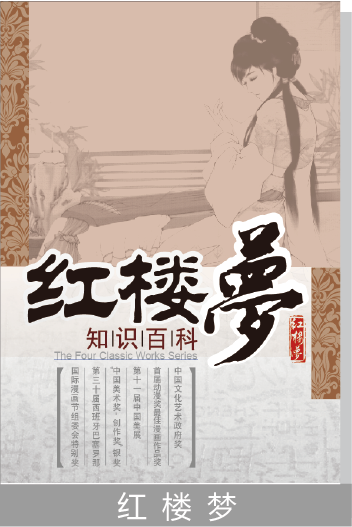 红楼夢
知识百科
红楼夢
The Four Classic Works Series
中国文化艺术政府奖
首届动漫奖最佳漫画作品奖
第十一届中国美展
中国美术奖·创作奖 银奖
第三十届西班牙巴塞罗那
国际漫画节组委会特别奖
红楼梦